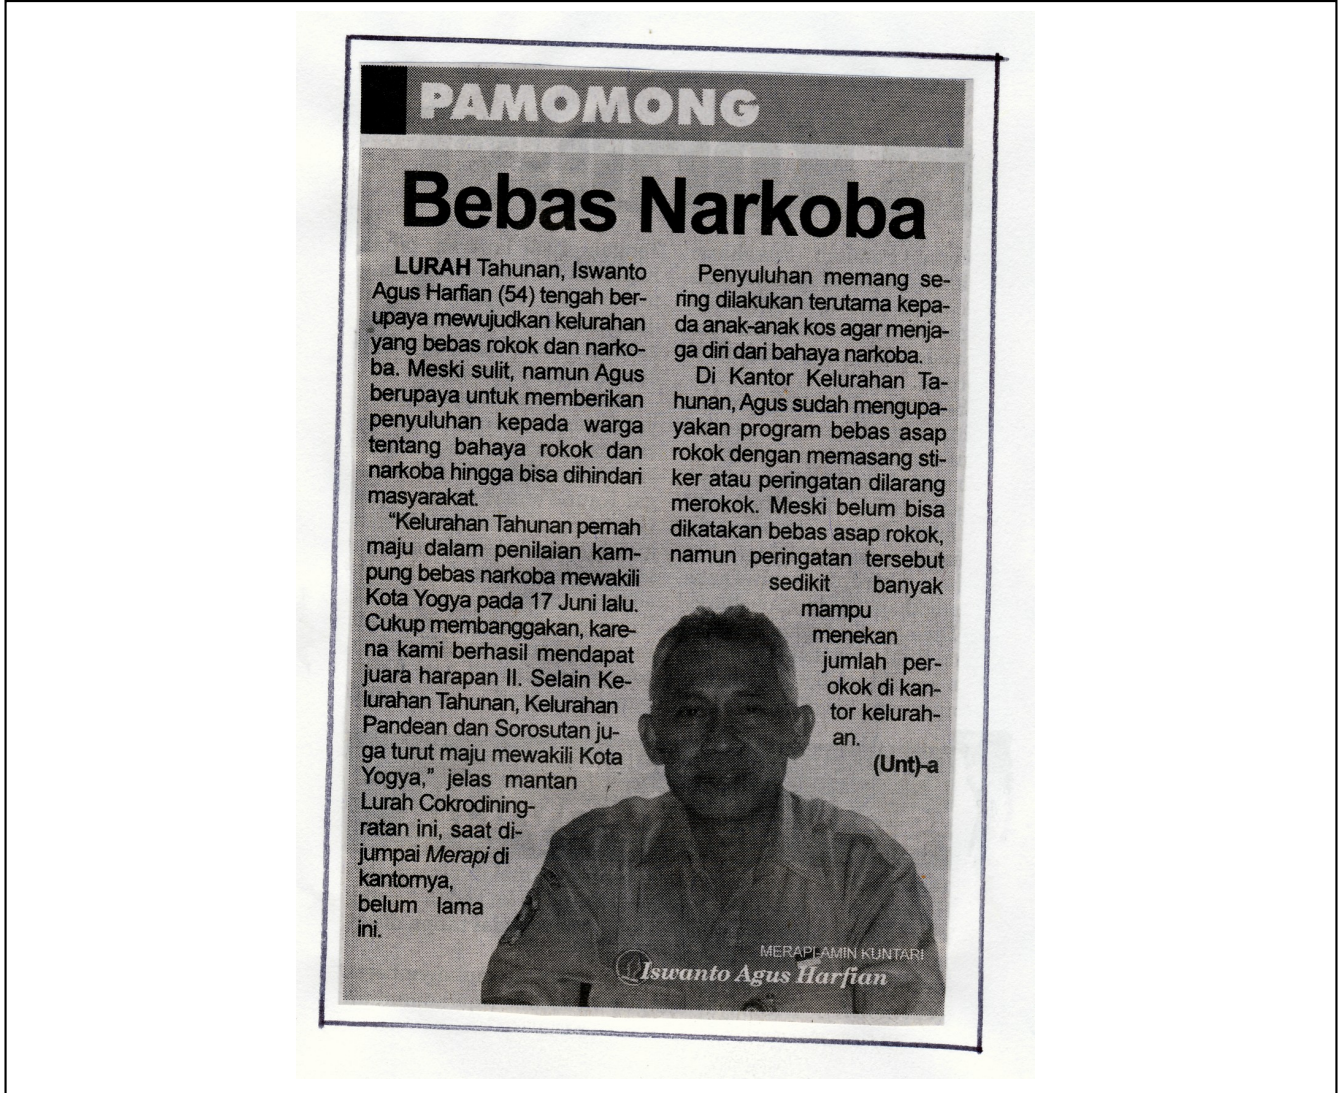 PAMOMONG
Bebas Narkoba
LURAH Tahunan, Iswanto
Agus Harfian (54) tengah ber-
upaya mewujudkan kelurahan
yang bebas rokok dan narko-
ba. Meski sulit, namun Agus
berupaya untuk memberikan
penyuluhan kepada warga
tentang bahaya rokok dan
narkoba hingga bisa dihindari
masyarakat.
"Kelurahan Tahunan pernah
maju dalam penilaian kam-
pung bebas narkoba mewakili
Kota Yogya pada 17 Juni lalu.
Cukup membanggakan, kare-
na kami berhasil mendapat
juara harapan II. Selain Ke-
lurahan Tahunan, Kelurahan
Pandean dan Sorosutan ju-
ga turut maju mewakili Kota
Yogya," jelas mantan
Lurah Cokrodining-
ratan ini, saat di-
jumpai Merapi di
kantornya,
belum lama
ini.
Penyuluhan memang se-
ring dilakukan terutama kepa-
da anak-anak kos agar menja-
ga diri dari bahaya narkoba.
Di Kantor Kelurahan Ta-
hunan, Agus sudah mengupa-
yakan program bebas asap
rokok dengan memasang sti-
ker atau peringatan dilarang
merokok. Meski belum bisa
dikatakan bebas asap rokok,
namun peringatan tersebut
sedikit banyak
mampu
menekan
jumlah per-
okok di kan-
tor kelurah-
an.
(Unt)-a
MERAPI-AMIN KUNTARI
Iswanto Agus Harfian